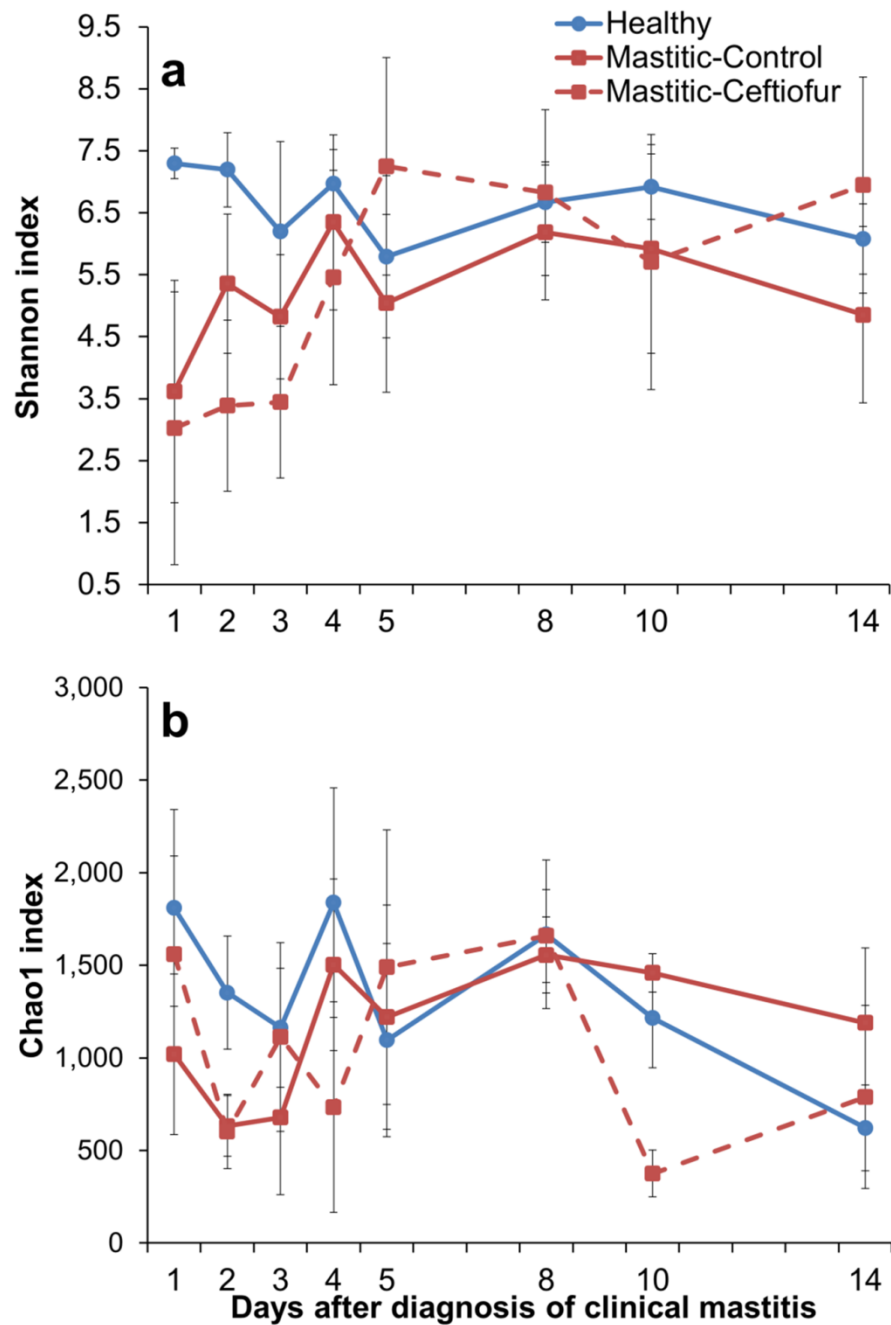 a
Healthy
Mastitic-Control
Mastitic-Ceftiofur
Shannon index
9.5
8.5
7.5
6.5
5.5
4.5
3.5
2.5
1.5
0.5
1 2 3 4 5 8 10 14
b
Chao1 index
3,000
2,500
2,000
1,500
1,000
500
0
1 2 3 4 5 8 10 14
Days after diagnosis of clinical mastitis